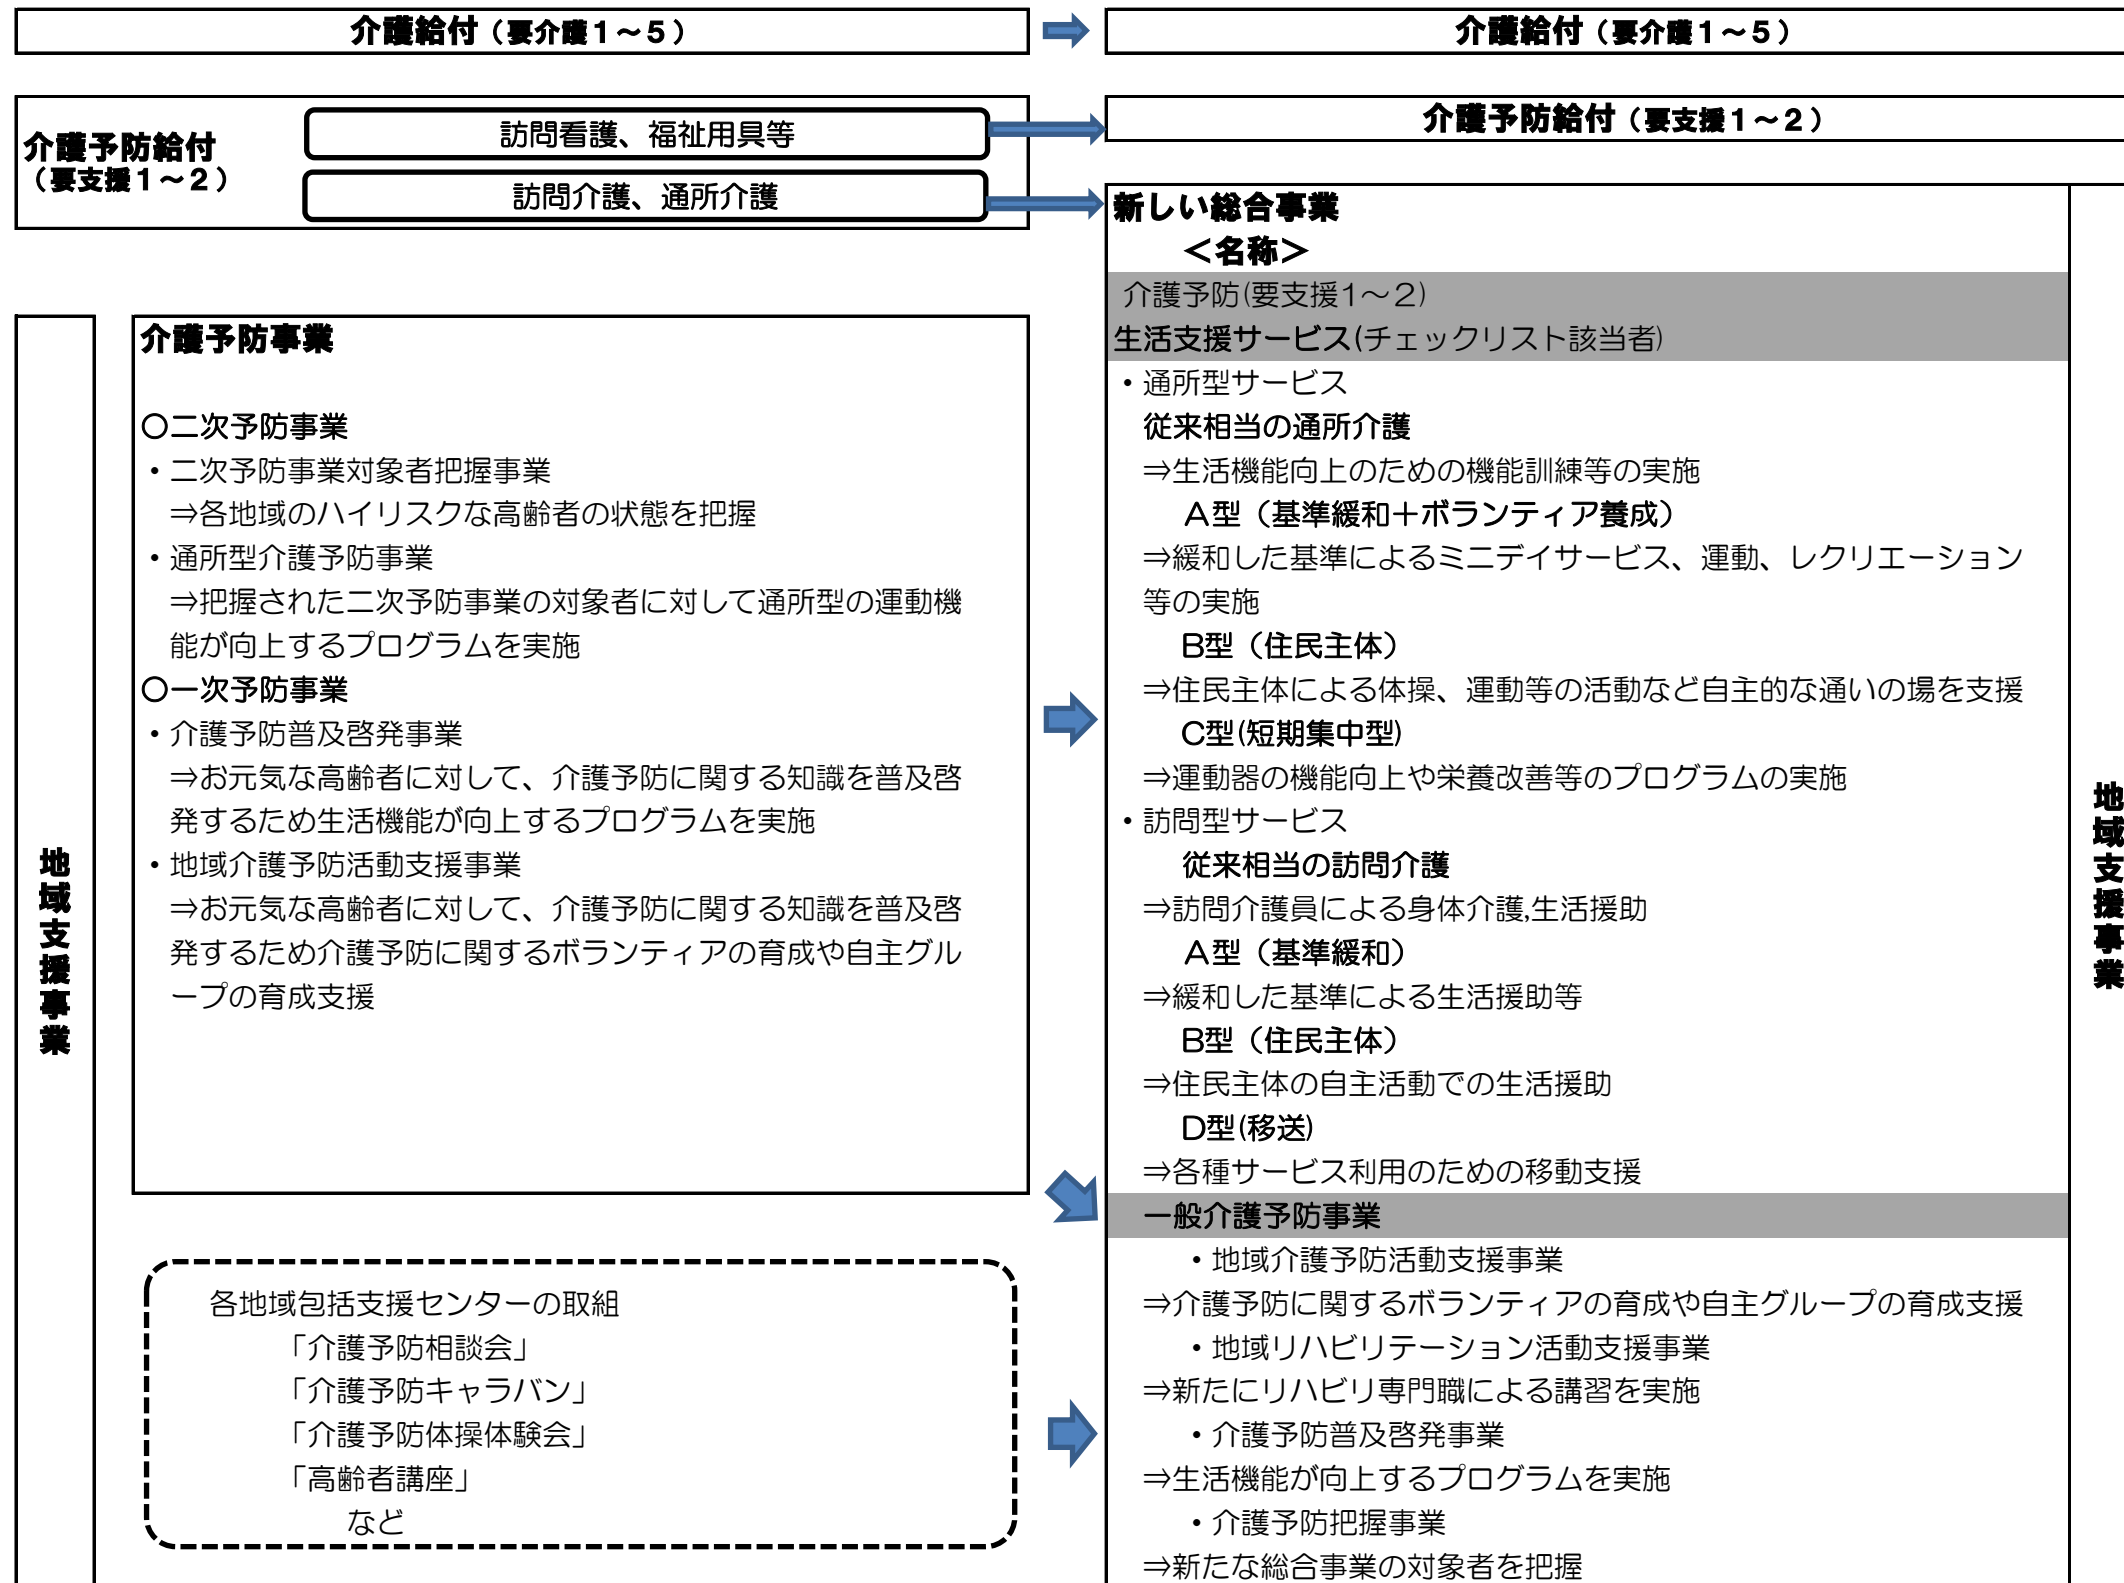 介護給付（要介護１～５）
介護給付（要介護１～５）
介護予防給付
（要支援１～２）
訪問看護、福祉用具等
訪問介護、通所介護
介護予防給付（要支援１～２）
地域支援事業
介護予防事業
〇二次予防事業
・二次予防事業対象者把握事業
⇒各地域のハイリスクな高齢者の状態を把握
・通所型介護予防事業
⇒把握された二次予防事業の対象者に対して通所型の運動機
能が向上するプログラムを実施
〇一次予防事業
・介護予防普及啓発事業
⇒お元気な高齢者に対して、介護予防に関する知識を普及啓
発するため生活機能が向上するプログラムを実施
・地域介護予防活動支援事業
⇒お元気な高齢者に対して、介護予防に関する知識を普及啓
発するため介護予防に関するボランティアの育成や自主グル
ープの育成支援
各地域包括支援センターの取組
「介護予防相談会」
「介護予防キャラバン」
「介護予防体操体験会」
「高齢者講座」
など
新しい総合事業
＜名称＞
介護予防(要支援1～2)
生活支援サービス(チェックリスト該当者)
・通所型サービス
従来相当の通所介護
⇒生活機能向上のための機能訓練等の実施
Ａ型（基準緩和＋ボランティア養成）
⇒緩和した基準によるミニデイサービス、運動、レクリエーション
等の実施
Ｂ型（住民主体）
⇒住民主体による体操、運動等の活動など自主的な通いの場を支援
Ｃ型(短期集中型)
⇒運動器の機能向上や栄養改善等のプログラムの実施
・訪問型サービス
従来相当の訪問介護
⇒訪問介護員による身体介護,生活援助
Ａ型（基準緩和）
⇒緩和した基準による生活援助等
Ｂ型（住民主体）
⇒住民主体の自主活動での生活援助
Ｄ型(移送)
⇒各種サービス利用のための移動支援
一般介護予防事業
・地域介護予防活動支援事業
⇒介護予防に関するボランティアの育成や自主グループの育成支援
・地域リハビリテーション活動支援事業
⇒新たにリハビリ専門職による講習を実施
・介護予防普及啓発事業
⇒生活機能が向上するプログラムを実施
・介護予防把握事業
⇒新たな総合事業の対象者を把握
地域支援事業